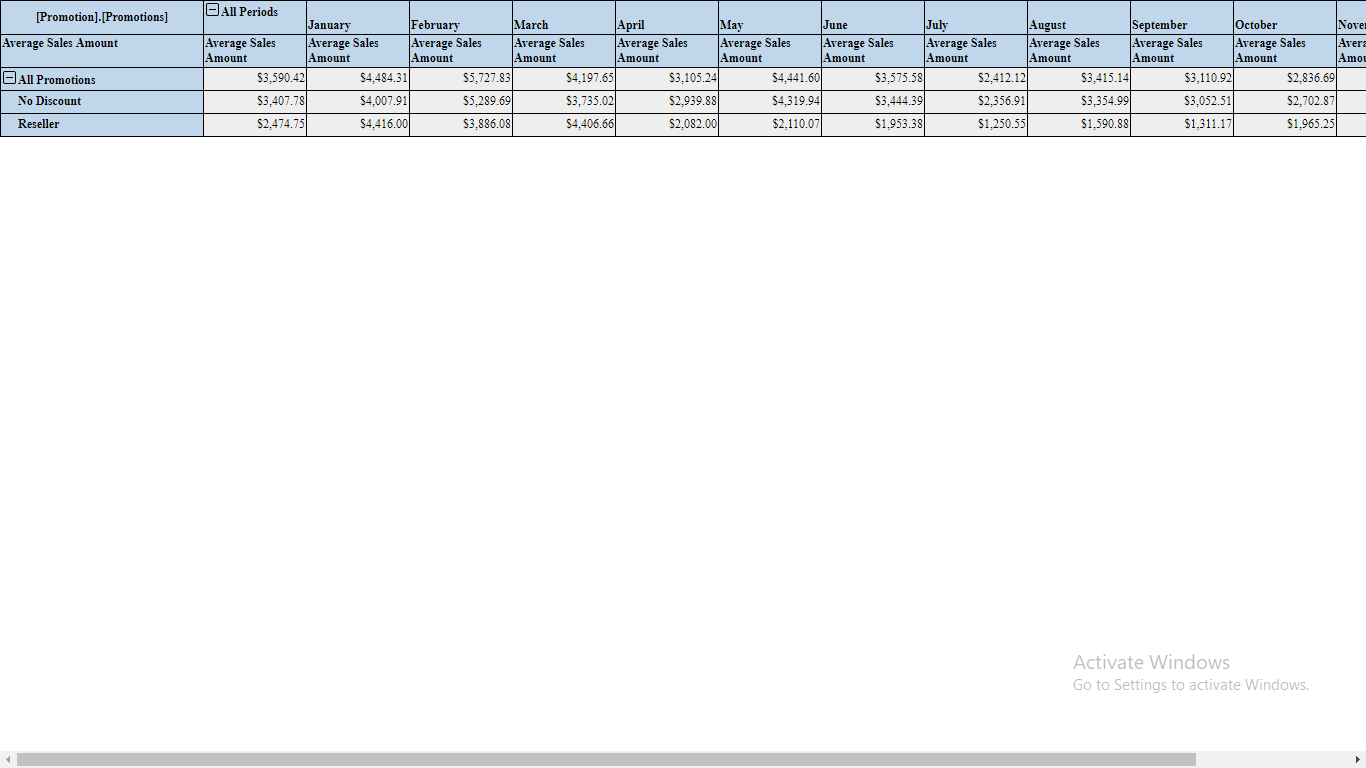 [Promotion].[Promotions] All Periods January February March April May June July August September October
Average Sales Amount Average Sales Amount Average Sales Amount Average Sales Amount Average Sales Amount Average Sales Amount Average Sales Amount Average Sales Amount Average Sales Amount Average Sales Amount Average Sales Amount Average Sales Amount
All Promotions $3,590.42 $4,484.31 $5,727.83 $4,197.65 $3,105.24 $4,441.60 $3,575.58 $2,412.12 $3,415.14 $3,110.92 $2,836.69
No Discount $3,407.78 $4,007.91 $5,289.69 $3,735.02 $2,939.88 $4,319.94 $3,444.39 $2,356.91 $3,354.99 $3,052.51 $2,702.87
Reseller $2,474.75 $4,416.00 $3,886.08 $4,406.66 $2,082.00 $2,110.07 $1,953.38 $1,250.55 $1,590.88 $1,311.17 $1,965.25
Activate Windows
Go to Settings to activate Windows.